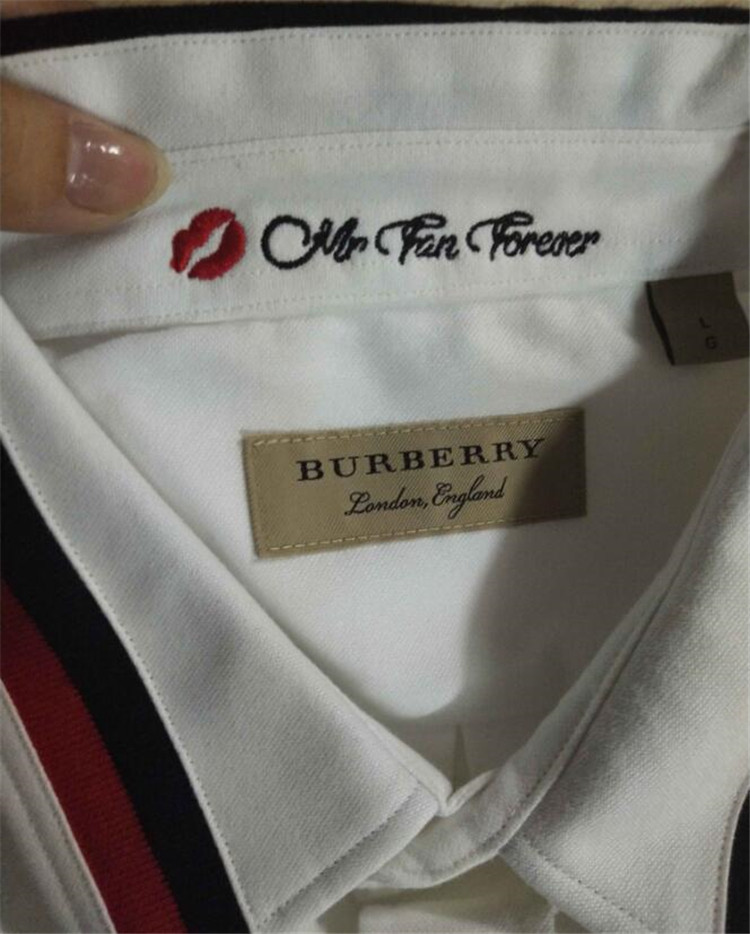 Mr Fan Forever
L
G
BURBERRY
London, England